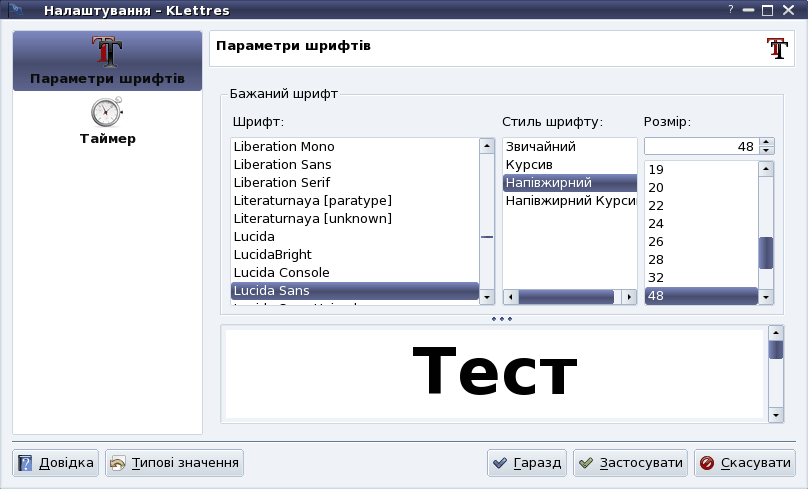 Налаштування – KLettres
?
Параметри шрифтів
Таймер
Параметри шрифтів
Бажаний шрифт
Шрифт:
Liberation Mono
Liberation Sans
Liberation Serif
Literaturnaya [paratype]
Literaturnaya [unknown]
Lucida
LucidaBright
Lucida Console
Lucida Sans
Стиль шрифту:
Звичайний
Курсив
Напівжирний
Напівжирний Курси
Розмір:
48
19
20
22
24
26
28
32
48
Тест
Довідка
Типові значення
Гаразд
Застосувати
Скасувати